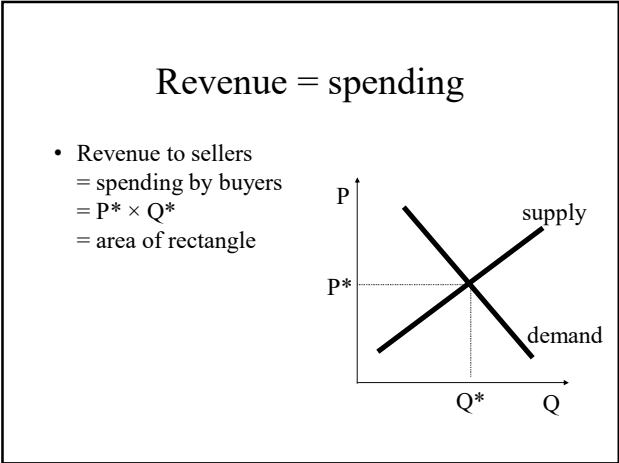 Revenue = spending
• Revenue to sellers
= spending by buyers
= P* × Q*
= area of rectangle
P
supply
P*
demand
Q*
Q